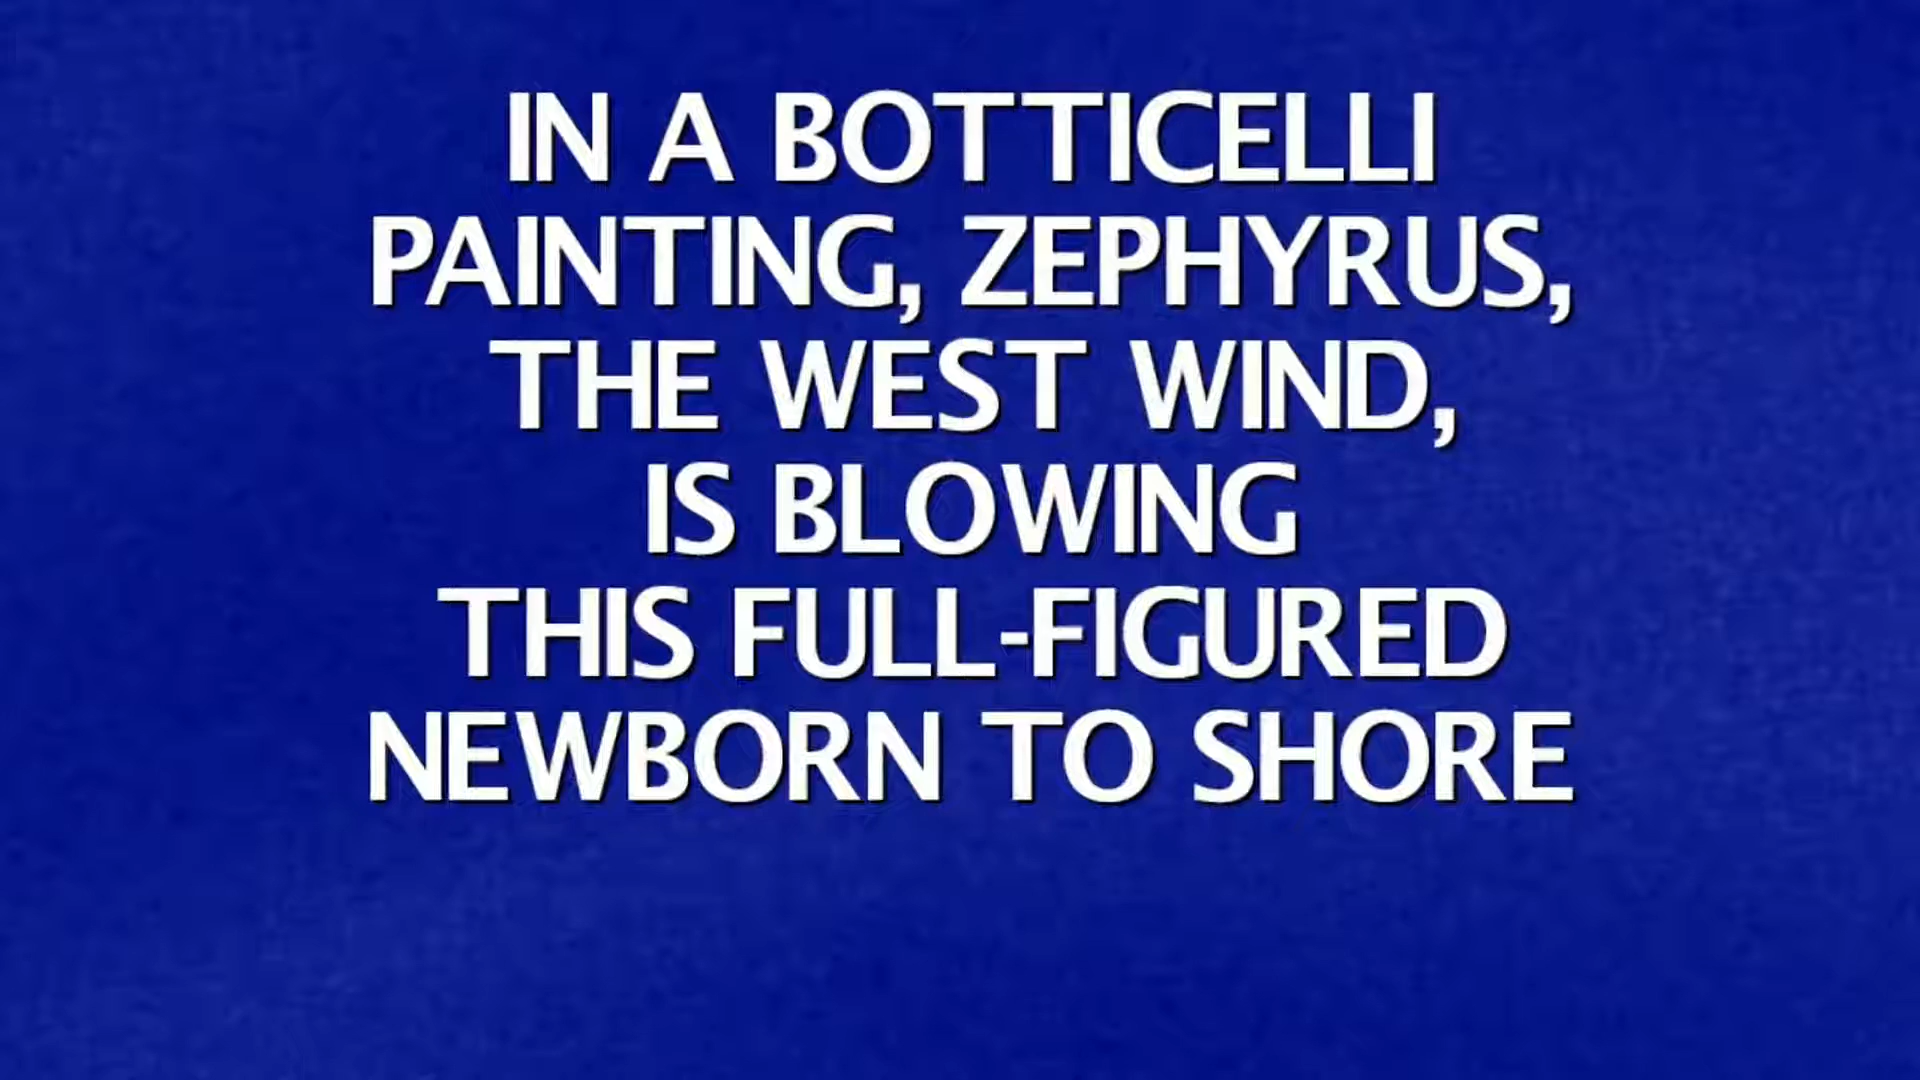 IN A BOTTICELLI
PAINTING, ZEPHYRUS,
THE WEST WIND,
IS BLOWING
THIS FULL-FIGURED
NEWBORN TO SHORE